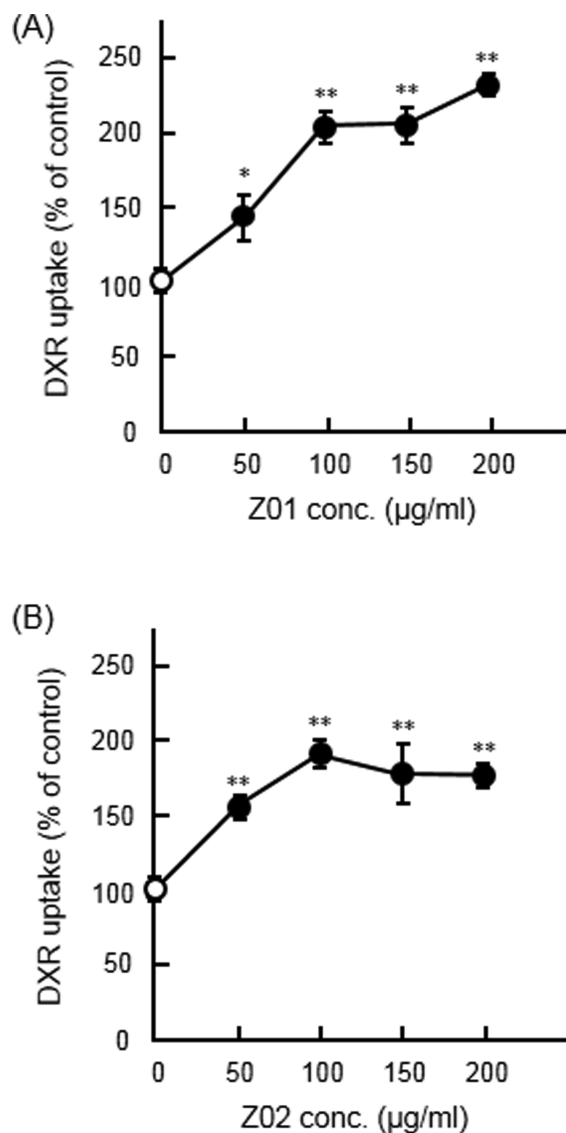 (A)
DXR uptake (% of control)
250
200
150
100
50
0
*
**
**
**
0 50 100 150 200
Z01 conc. (µg/ml)
(B)
DXR uptake (% of control)
250
200
150
100
50
0
**
**
**
**
0 50 100 150 200
Z02 conc. (µg/ml)